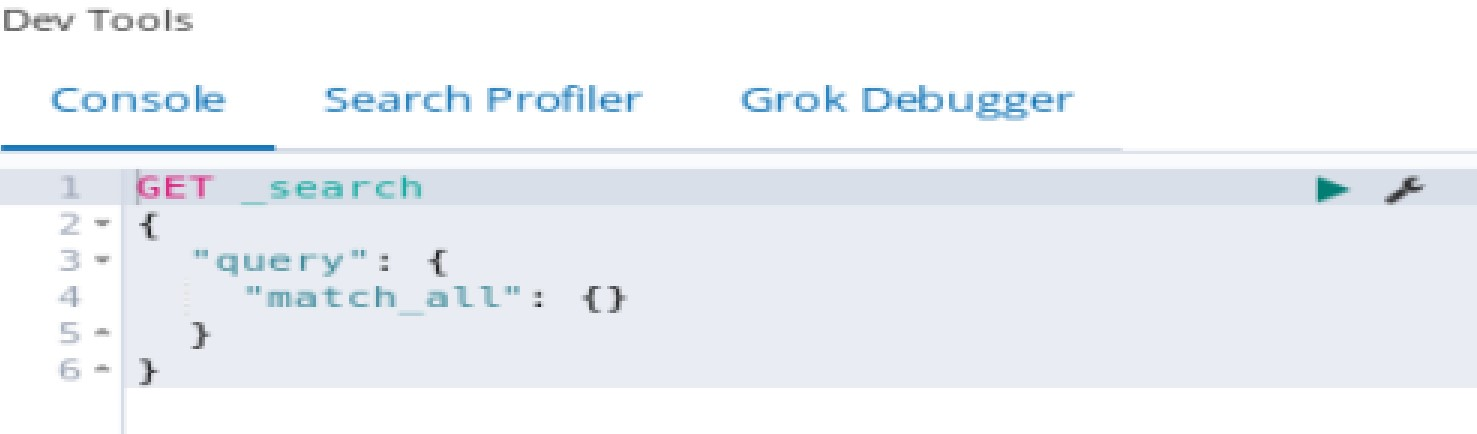 Dev Tools
Console Search Profiler Grok Debugger
1 GET _search
2 {
3 "query": {
4 "match_all": {}
5 }
6 }